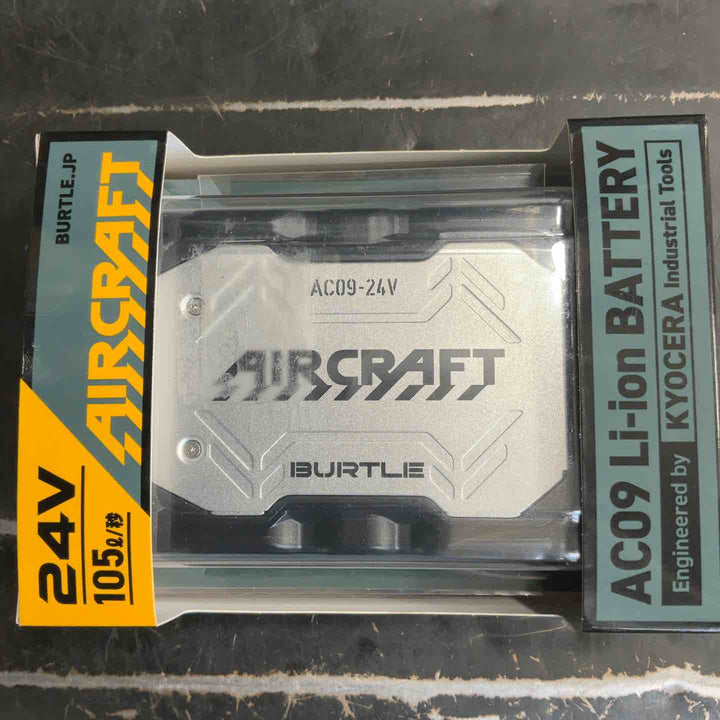 BURTLE.JP
AIRCRAFT
24V
105ℓ/秒
AC09-24V
AIRCRAFT
BURTLE
AC09 Li-ion BATTERY
Engineered by KYOCERA Industrial Tools